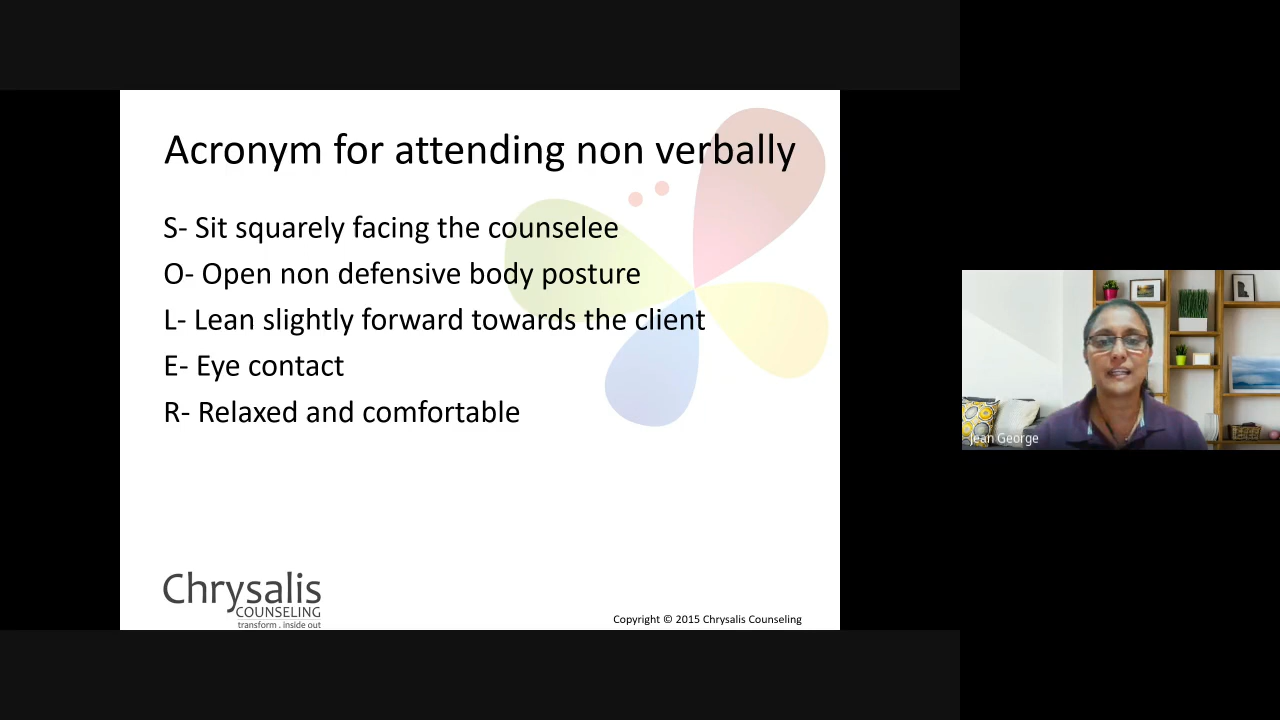 Acronym for attending non verbally
S- Sit squarely facing the counselee
O- Open non defensive body posture
L- Lean slightly forward towards the client
E- Eye contact
R- Relaxed and comfortable
Chrysalis
COUNSELING
transform . inside out
Copyright © 2015 Chrysalis Counseling
Jean George